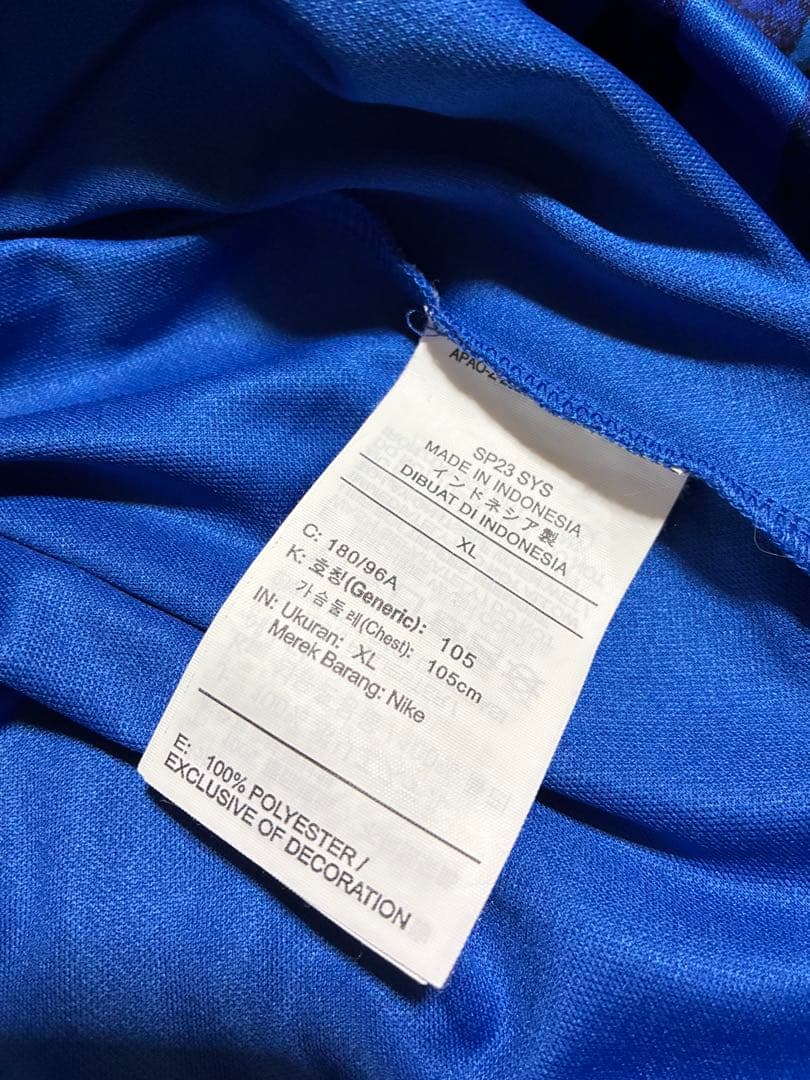 SP23 SYS
MADE IN INDONESIA
インドネシア製
DIBUAT DI INDONESIA
XL
C: 180/96A
K: 호칭(Generic): 105
가슴둘레(Chest): 105cm
IN: Ukuran: XL
Merek Barang: Nike
E: 100% POLYESTER /
EXCLUSIVE OF DECORATION